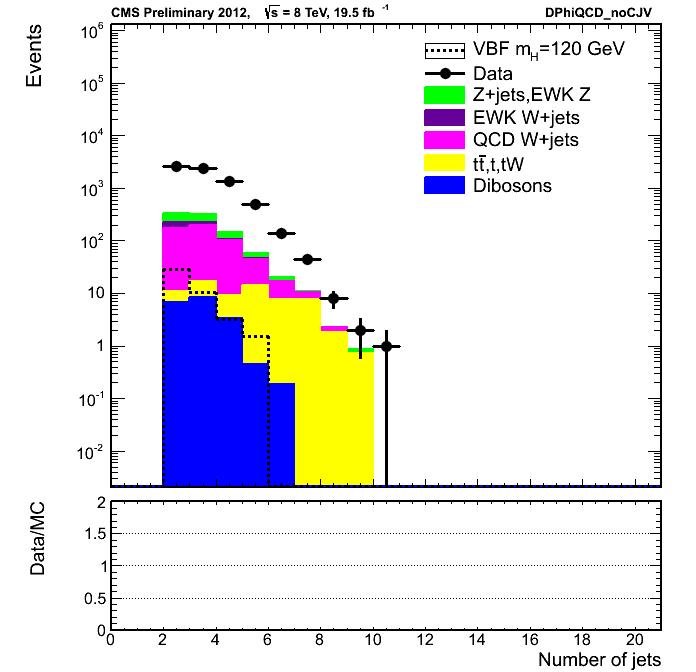 CMS Preliminary 2012, √s = 8 TeV, 19.5 fb⁻¹ DPhiQCD_noCJV
Events
10⁶
10⁵
10⁴
10³
10²
10
1
10⁻¹
10⁻²
VBF m_H=120 GeV
Data
Z+jets,EWK Z
EWK W+jets
QCD W+jets
tt̄,t,tW
Dibosons
Data/MC
2
1.5
1
0.5
0
0 2 4 6 8 10 12 14 16 18 20
Number of jets